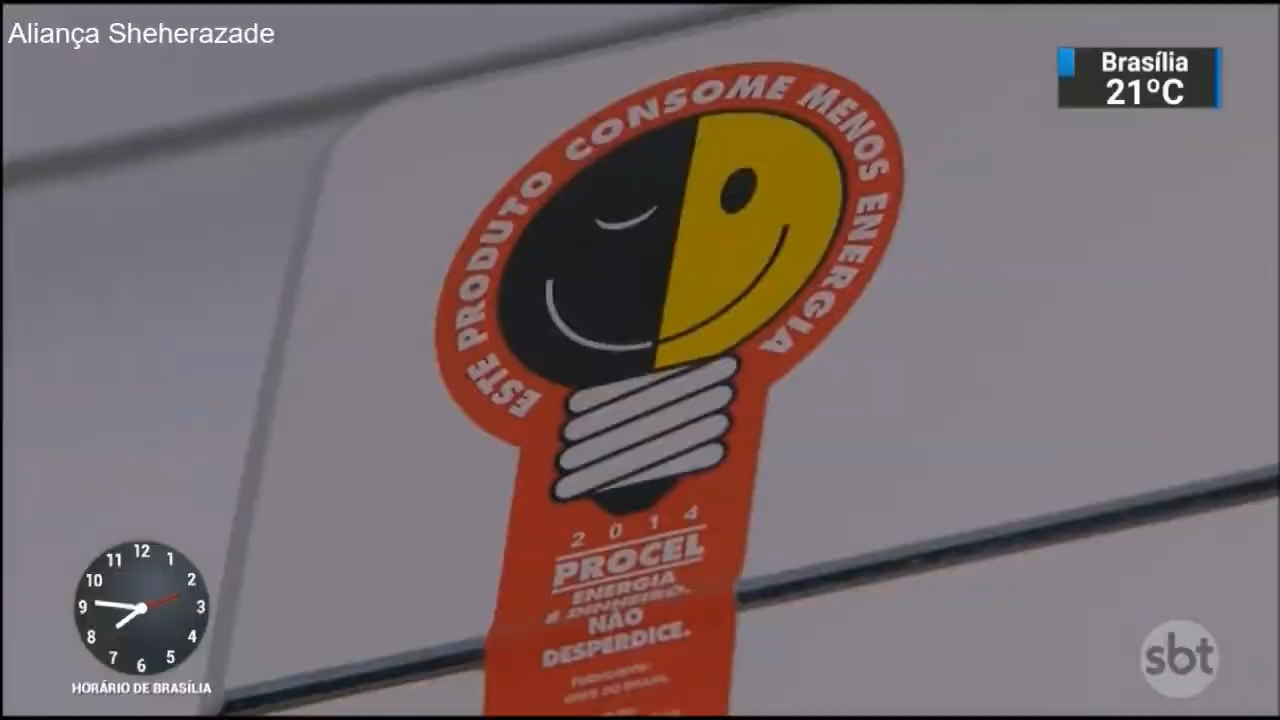 Aliança Sheherazade
Brasília
21ºC
ESTE PRODUTO CONSOME MENOS ENERGIA
2014
PROCEL
ENERGIA
É DINHEIRO.
NÃO
DESPERDICE.
12
1
2
3
4
5
6
7
8
9
10
11
HORÁRIO DE BRASÍLIA
sbt